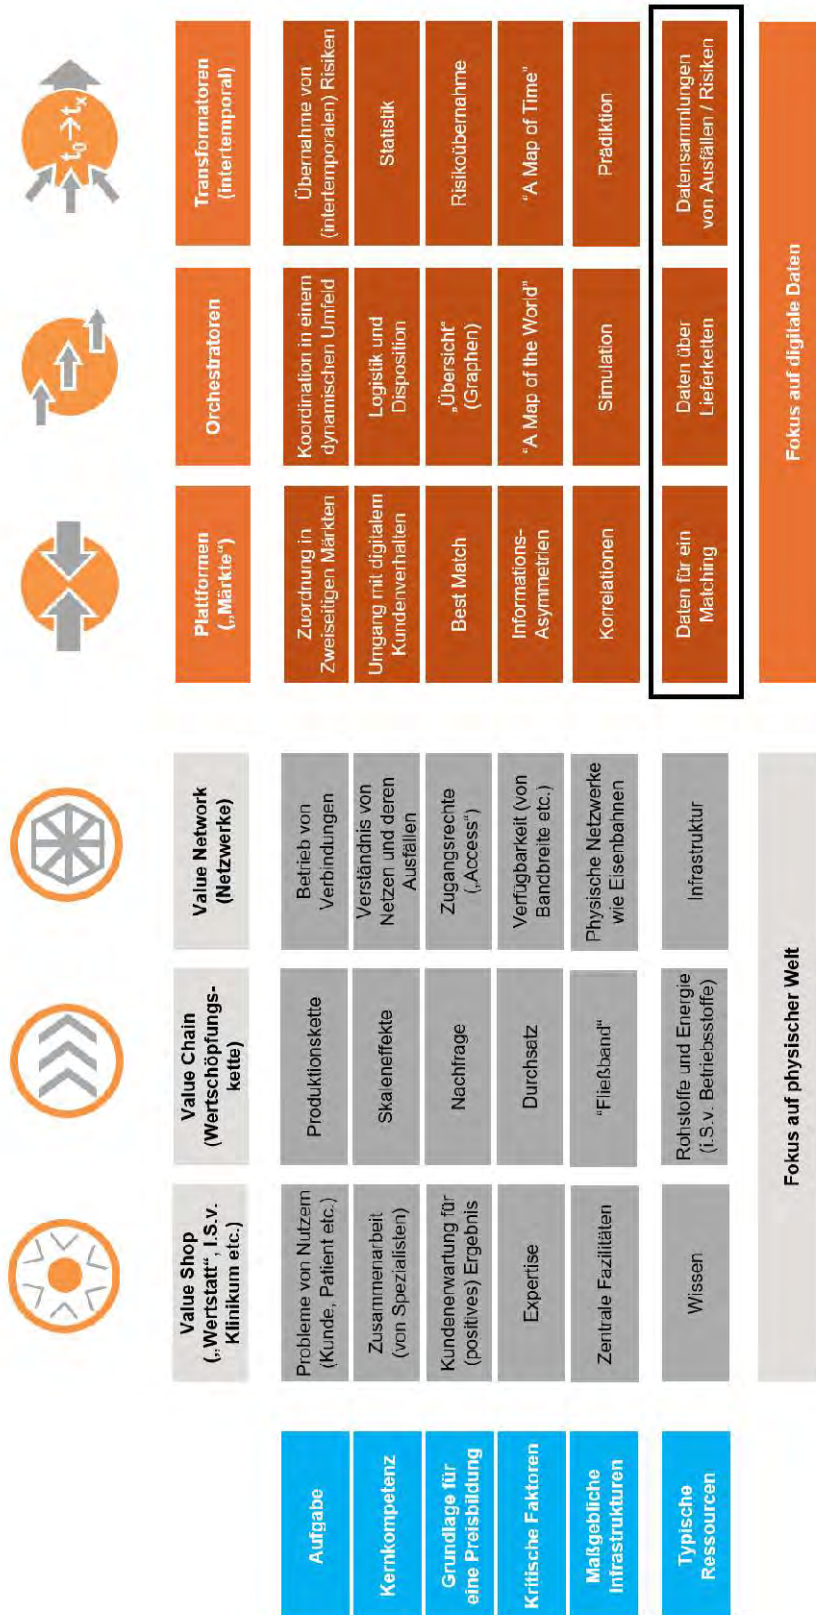 t₀→tₓ
Value Shop
(„Wertstatt", I.S.v.
Klinikum etc.)
Value Chain
(Wertschöpfungs-
kette)
Value Network
(Netzwerke)
Plattformen
(„Märkte")
Orchestratoren
Transformatoren
(intertemporal)
Aufgabe
Probleme von Nutzem
(Kunde, Patient etc.)
Produktionskette
Betrieb von
Verbindungen
Zuordnung in
Zweiseitigen Märkten
Koordination in einem
dynamischen Umfeld
Übernahme von
(intertemporalen) Risiken
Kernkompetenz
Zusammenarbeit
(von Spezialisten)
Skaleneffekte
Verständnis von
Netzen und deren
Ausfällen
Umgang mit digitalem
Kundenverhalten
Logistik und
Disposition
Statistik
Grundlage für
eine Preisbildung
Kundenerwartung für
(positives) Ergebnis
Nachfrage
Zugangsrechte
(„Access")
Best Match
„Übersicht"
(Graphen)
Risikoübernahme
Kritische Faktoren
Expertise
Durchsatz
Verfügbarkeit (von
Bandbreite etc.)
Informations-
Asymmetrien
"A Map of the World"
"A Map of Time"
Maßgebliche
Infrastrukturen
Zentrale Fazilitäten
"Fließband"
Physische Netzwerke
wie Eisenbahnen
Korrelationen
Simulation
Prädiktion
Typische
Ressourcen
Wissen
Rohstoffe und Energie
(i.S.v. Betriebsstoffe)
Infrastruktur
Daten für ein
Matching
Daten über
Lieferketten
Datensammlungen
von Ausfällen / Risiken
Fokus auf physischer Welt
Fokus auf digitale Daten